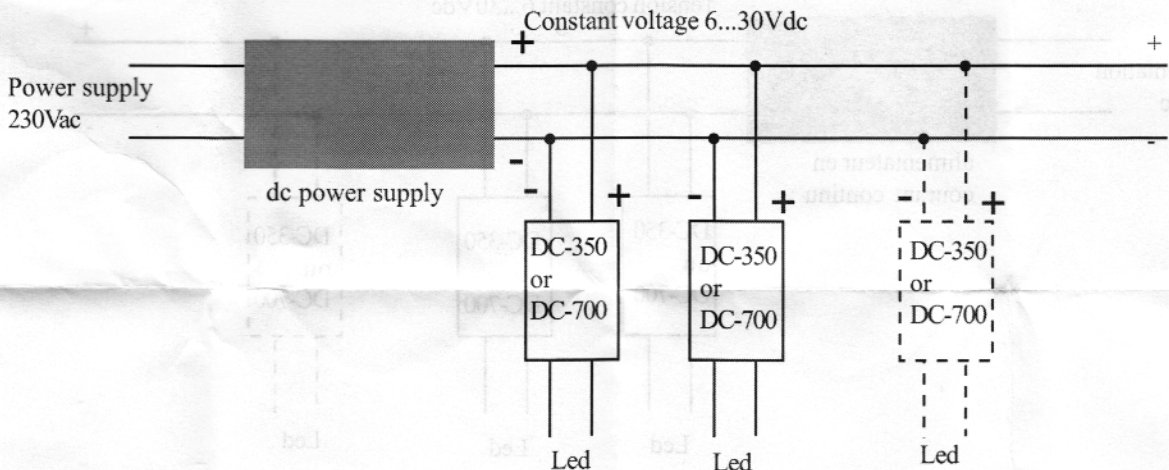 Constant voltage 6...30Vdc
+
+
Power supply
230Vac
-
-
dc power supply
-
+
-
+
-
+
DC-350
or
DC-700
DC-350
or
DC-700
DC-350
or
DC-700
Led
Led
Led